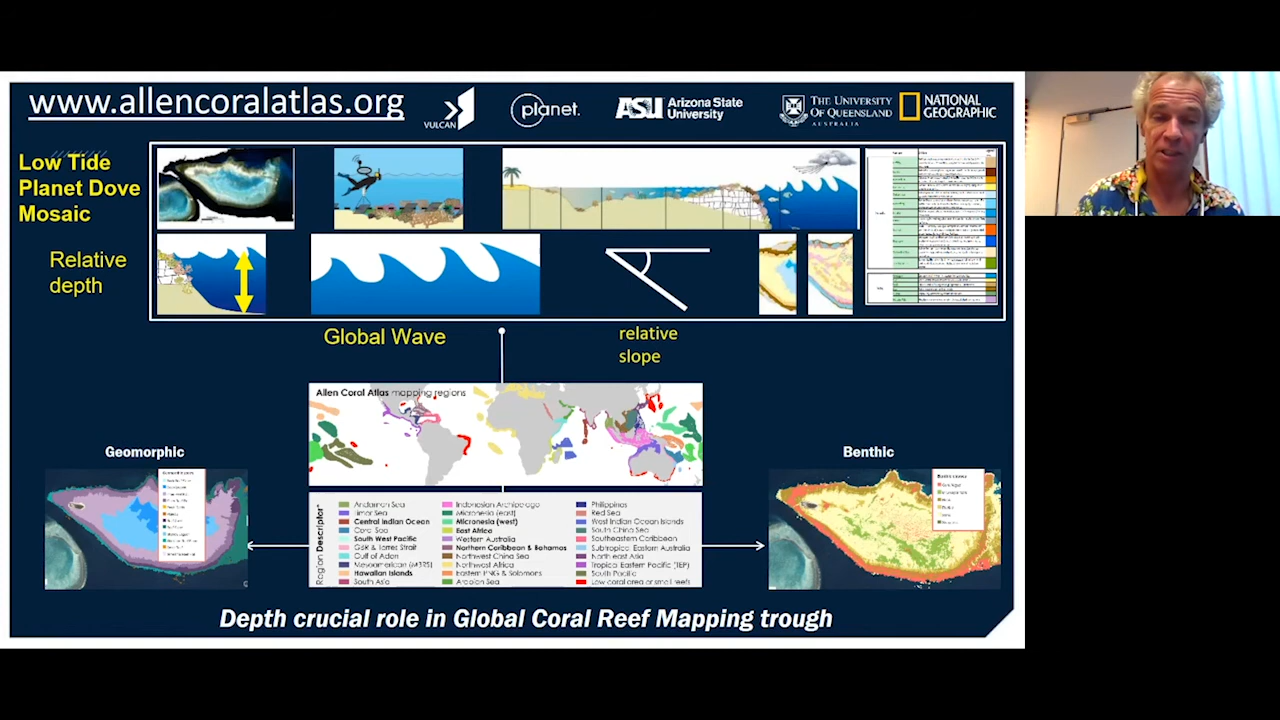 www.allencoralatlas.org
VULCAN
planet.
ASU Arizona State
University
THE UNIVERSITY
OF QUEENSLAND
AUSTRALIA
NATIONAL
GEOGRAPHIC
Low Tide
Planet Dove
Mosaic
Relative
depth
Global Wave
relative
slope
Allen Coral Atlas mapping regions
Geomorphic
Benthic
Region Descriptor*
Andaman Sea
Timor Sea
Central Indian Ocean
Coral Sea
South West Pacific
GBR & Torres Strait
Gulf of Aden
Mesoamerican (M3RS)
Hawaiian Islands
South Asia
Indonesian Archipelago
Micronesia (east)
Micronesia (west)
East Africa
Western Australia
Northern Caribbean & Bahamas
Northwest China Sea
Northwest Africa
Eastern PNG & Solomons
Arabian Sea
Philippines
Red Sea
West Indian Ocean Islands
South China Sea
Southeastern Caribbean
Subtropical Eastern Australia
North east Asia
Tropical Eastern Pacific (TEP)
South Pacific
Low coral area or small reefs
Depth crucial role in Global Coral Reef Mapping trough